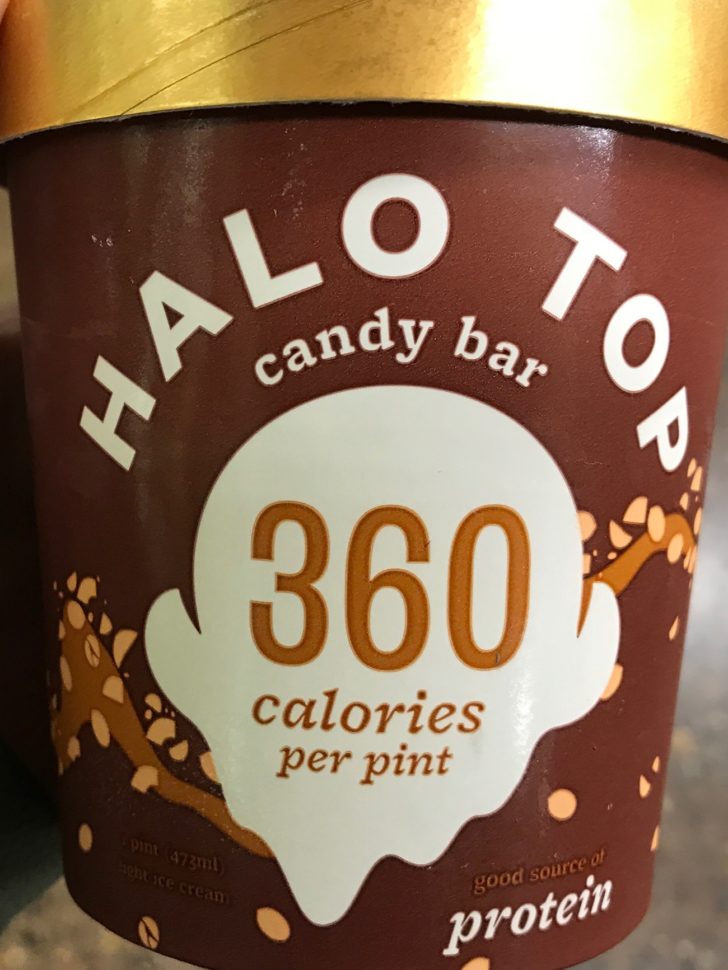 HALO TOP
candy bar
360
calories
per pint
pint (473ml)
light ice cream
good source of
protein